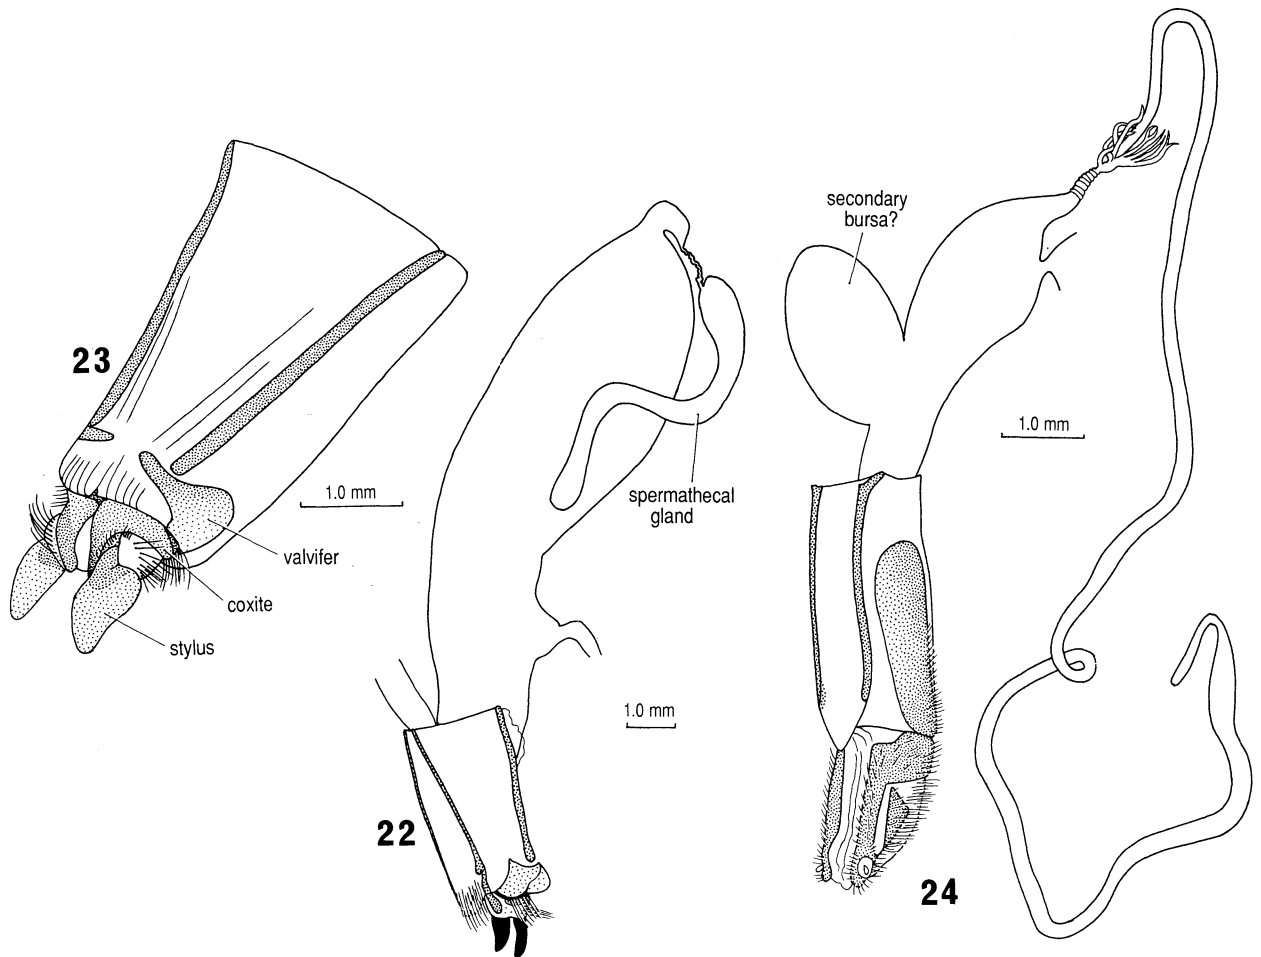 23
1.0 mm
valvifer
coxite
stylus
spermathecal
gland
1.0 mm
22
secondary
bursa?
1.0 mm
24